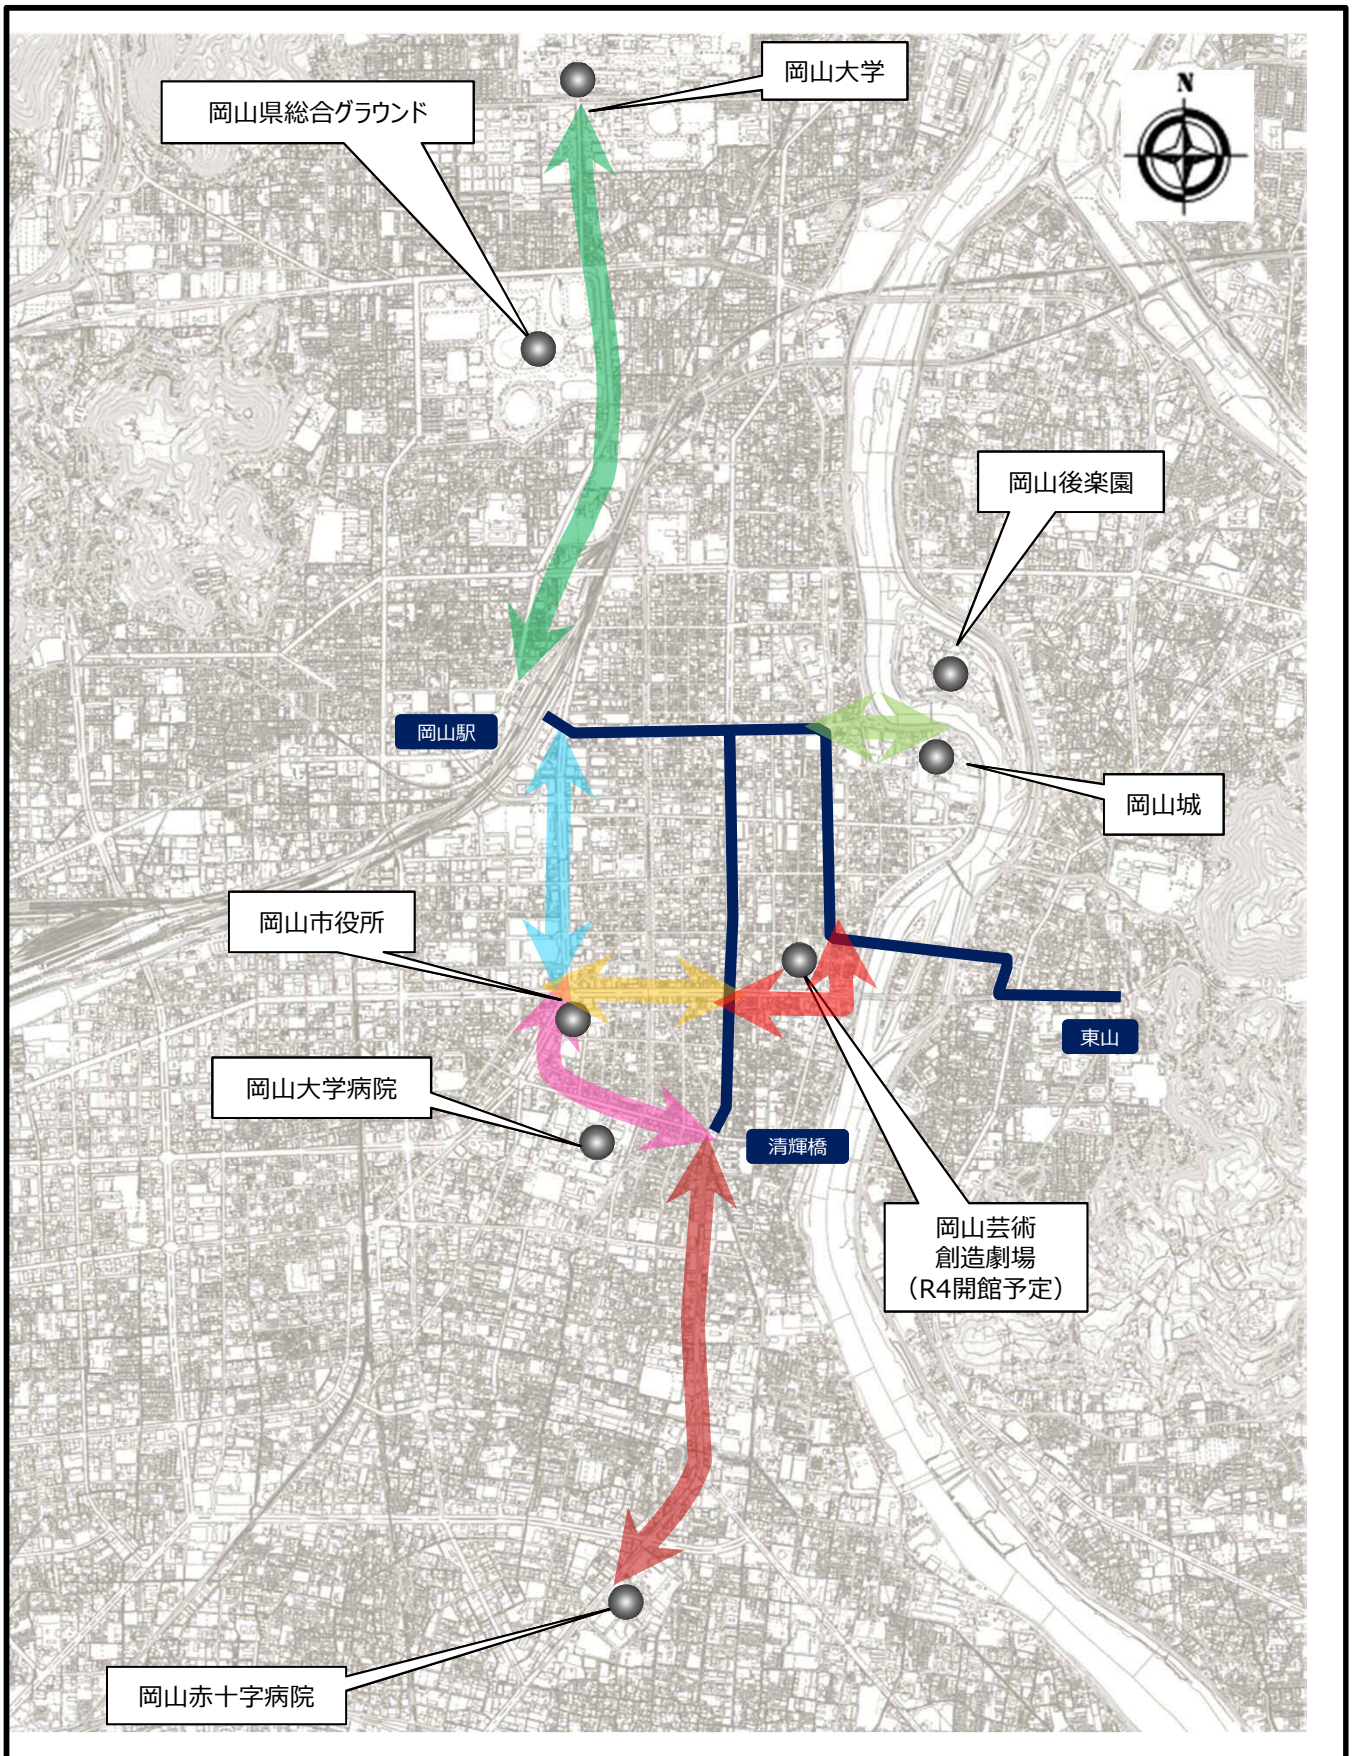 岡山大学
N
岡山県総合グラウンド
岡山後楽園
岡山駅
岡山城
岡山市役所
東山
岡山大学病院
清輝橋
岡山芸術
創造劇場
（R4開館予定）
岡山赤十字病院